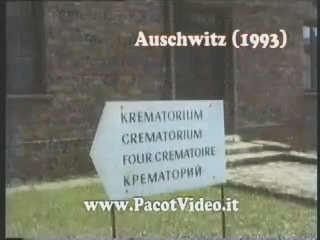 Auschwitz (1993)
KREMATORIUM
CREMATORIUM
FOUR CREMATOIRE
КРЕМАТОРИЙ
www.PacotVideo.it